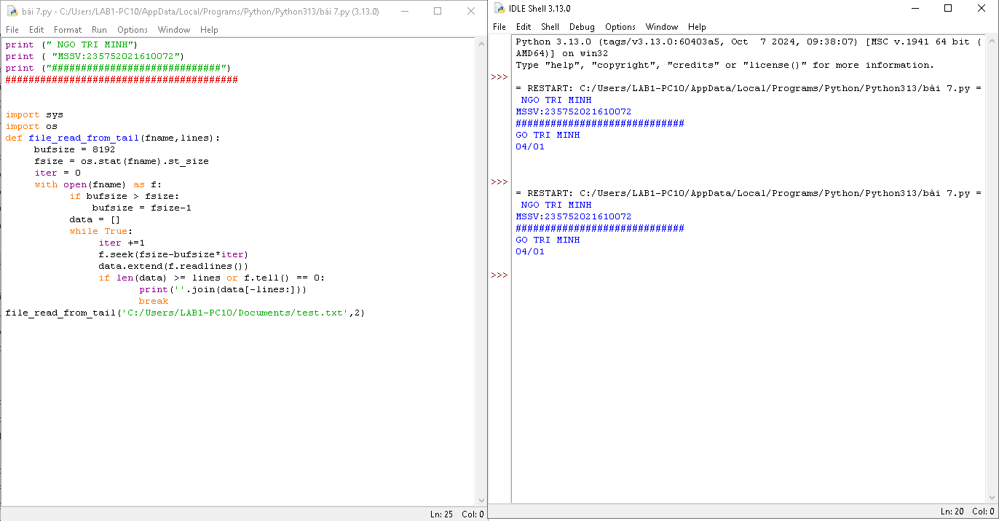 bài 7.py - C:/Users/LAB1-PC10/AppData/Local/Programs/Python/Python313/bài 7.py (3.13.0)
File Edit Format Run Options Window Help
print (" NGO TRI MINH")
print ( "MSSV:235752021610072")
print ("#############################")
########################################
import sys
import os
def file_read_from_tail(fname,lines):
     bufsize = 8192
     fsize = os.stat(fname).st_size
     iter = 0
     with open(fname) as f:
           if bufsize > fsize:
               bufsize = fsize-1
           data = []
           while True:
                iter +=1
                f.seek(fsize-bufsize*iter)
                data.extend(f.readlines())
                if len(data) >= lines or f.tell() == 0:
                       print(''.join(data[-lines:]))
                       break
file_read_from_tail('C:/Users/LAB1-PC10/Documents/test.txt',2)
Ln: 25 Col: 0
IDLE Shell 3.13.0
File Edit Shell Debug Options Window Help
Python 3.13.0 (tags/v3.13.0:60403a5, Oct  7 2024, 09:38:07) [MSC v.1941 64 bit (
AMD64)] on win32
Type "help", "copyright", "credits" or "license()" for more information.
>>>
= RESTART: C:/Users/LAB1-PC10/AppData/Local/Programs/Python/Python313/bài 7.py =
 NGO TRI MINH
MSSV:235752021610072
#############################
GO TRI MINH
04/01
>>>
= RESTART: C:/Users/LAB1-PC10/AppData/Local/Programs/Python/Python313/bài 7.py =
 NGO TRI MINH
MSSV:235752021610072
#############################
GO TRI MINH
04/01
>>>
Ln: 20 Col: 0